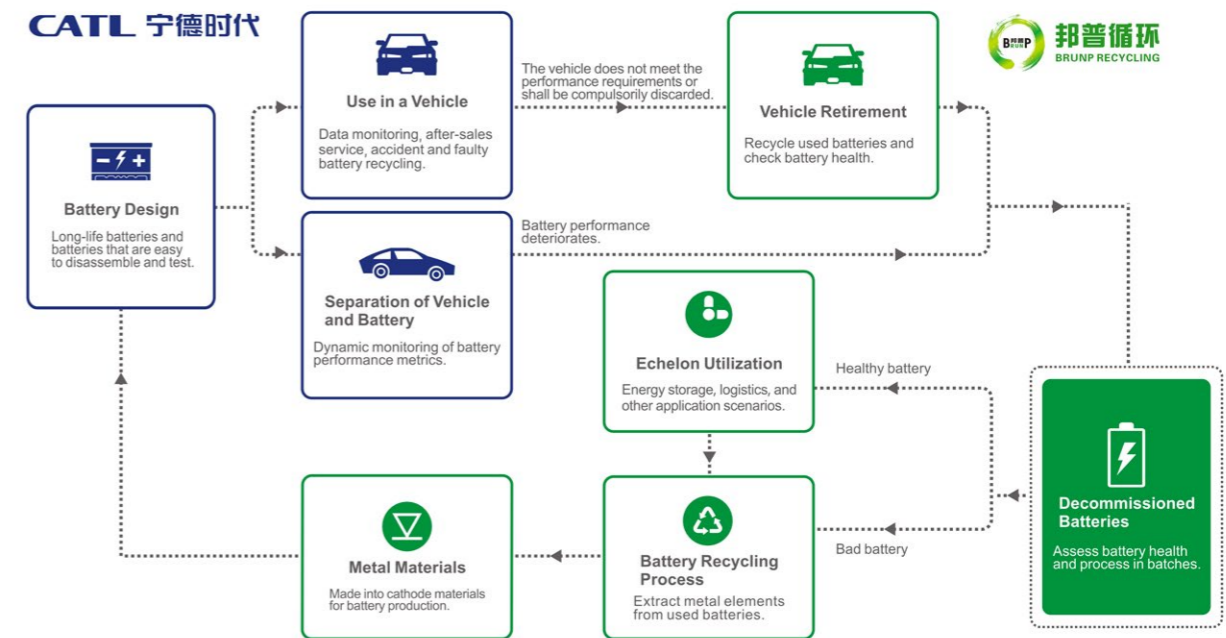 CATL 宁德时代
BRUNP
邦普循环
BRUNP RECYCLING
Use in a Vehicle
Data monitoring, after-sales
service, accident and faulty
battery recycling.
The vehicle does not meet the
performance requirements or
shall be compulsorily discarded.
Vehicle Retirement
Recycle used batteries and
check battery health.
Battery Design
Long-life batteries and
batteries that are easy
to disassemble and test.
Separation of Vehicle
and Battery
Dynamic monitoring of battery
performance metrics.
Battery performance
deteriorates.
Echelon Utilization
Energy storage, logistics, and
other application scenarios.
Healthy battery
Decommissioned
Batteries
Assess battery health
and process in batches.
Bad battery
Battery Recycling
Process
Extract metal elements
from used batteries.
Metal Materials
Made into cathode materials
for battery production.